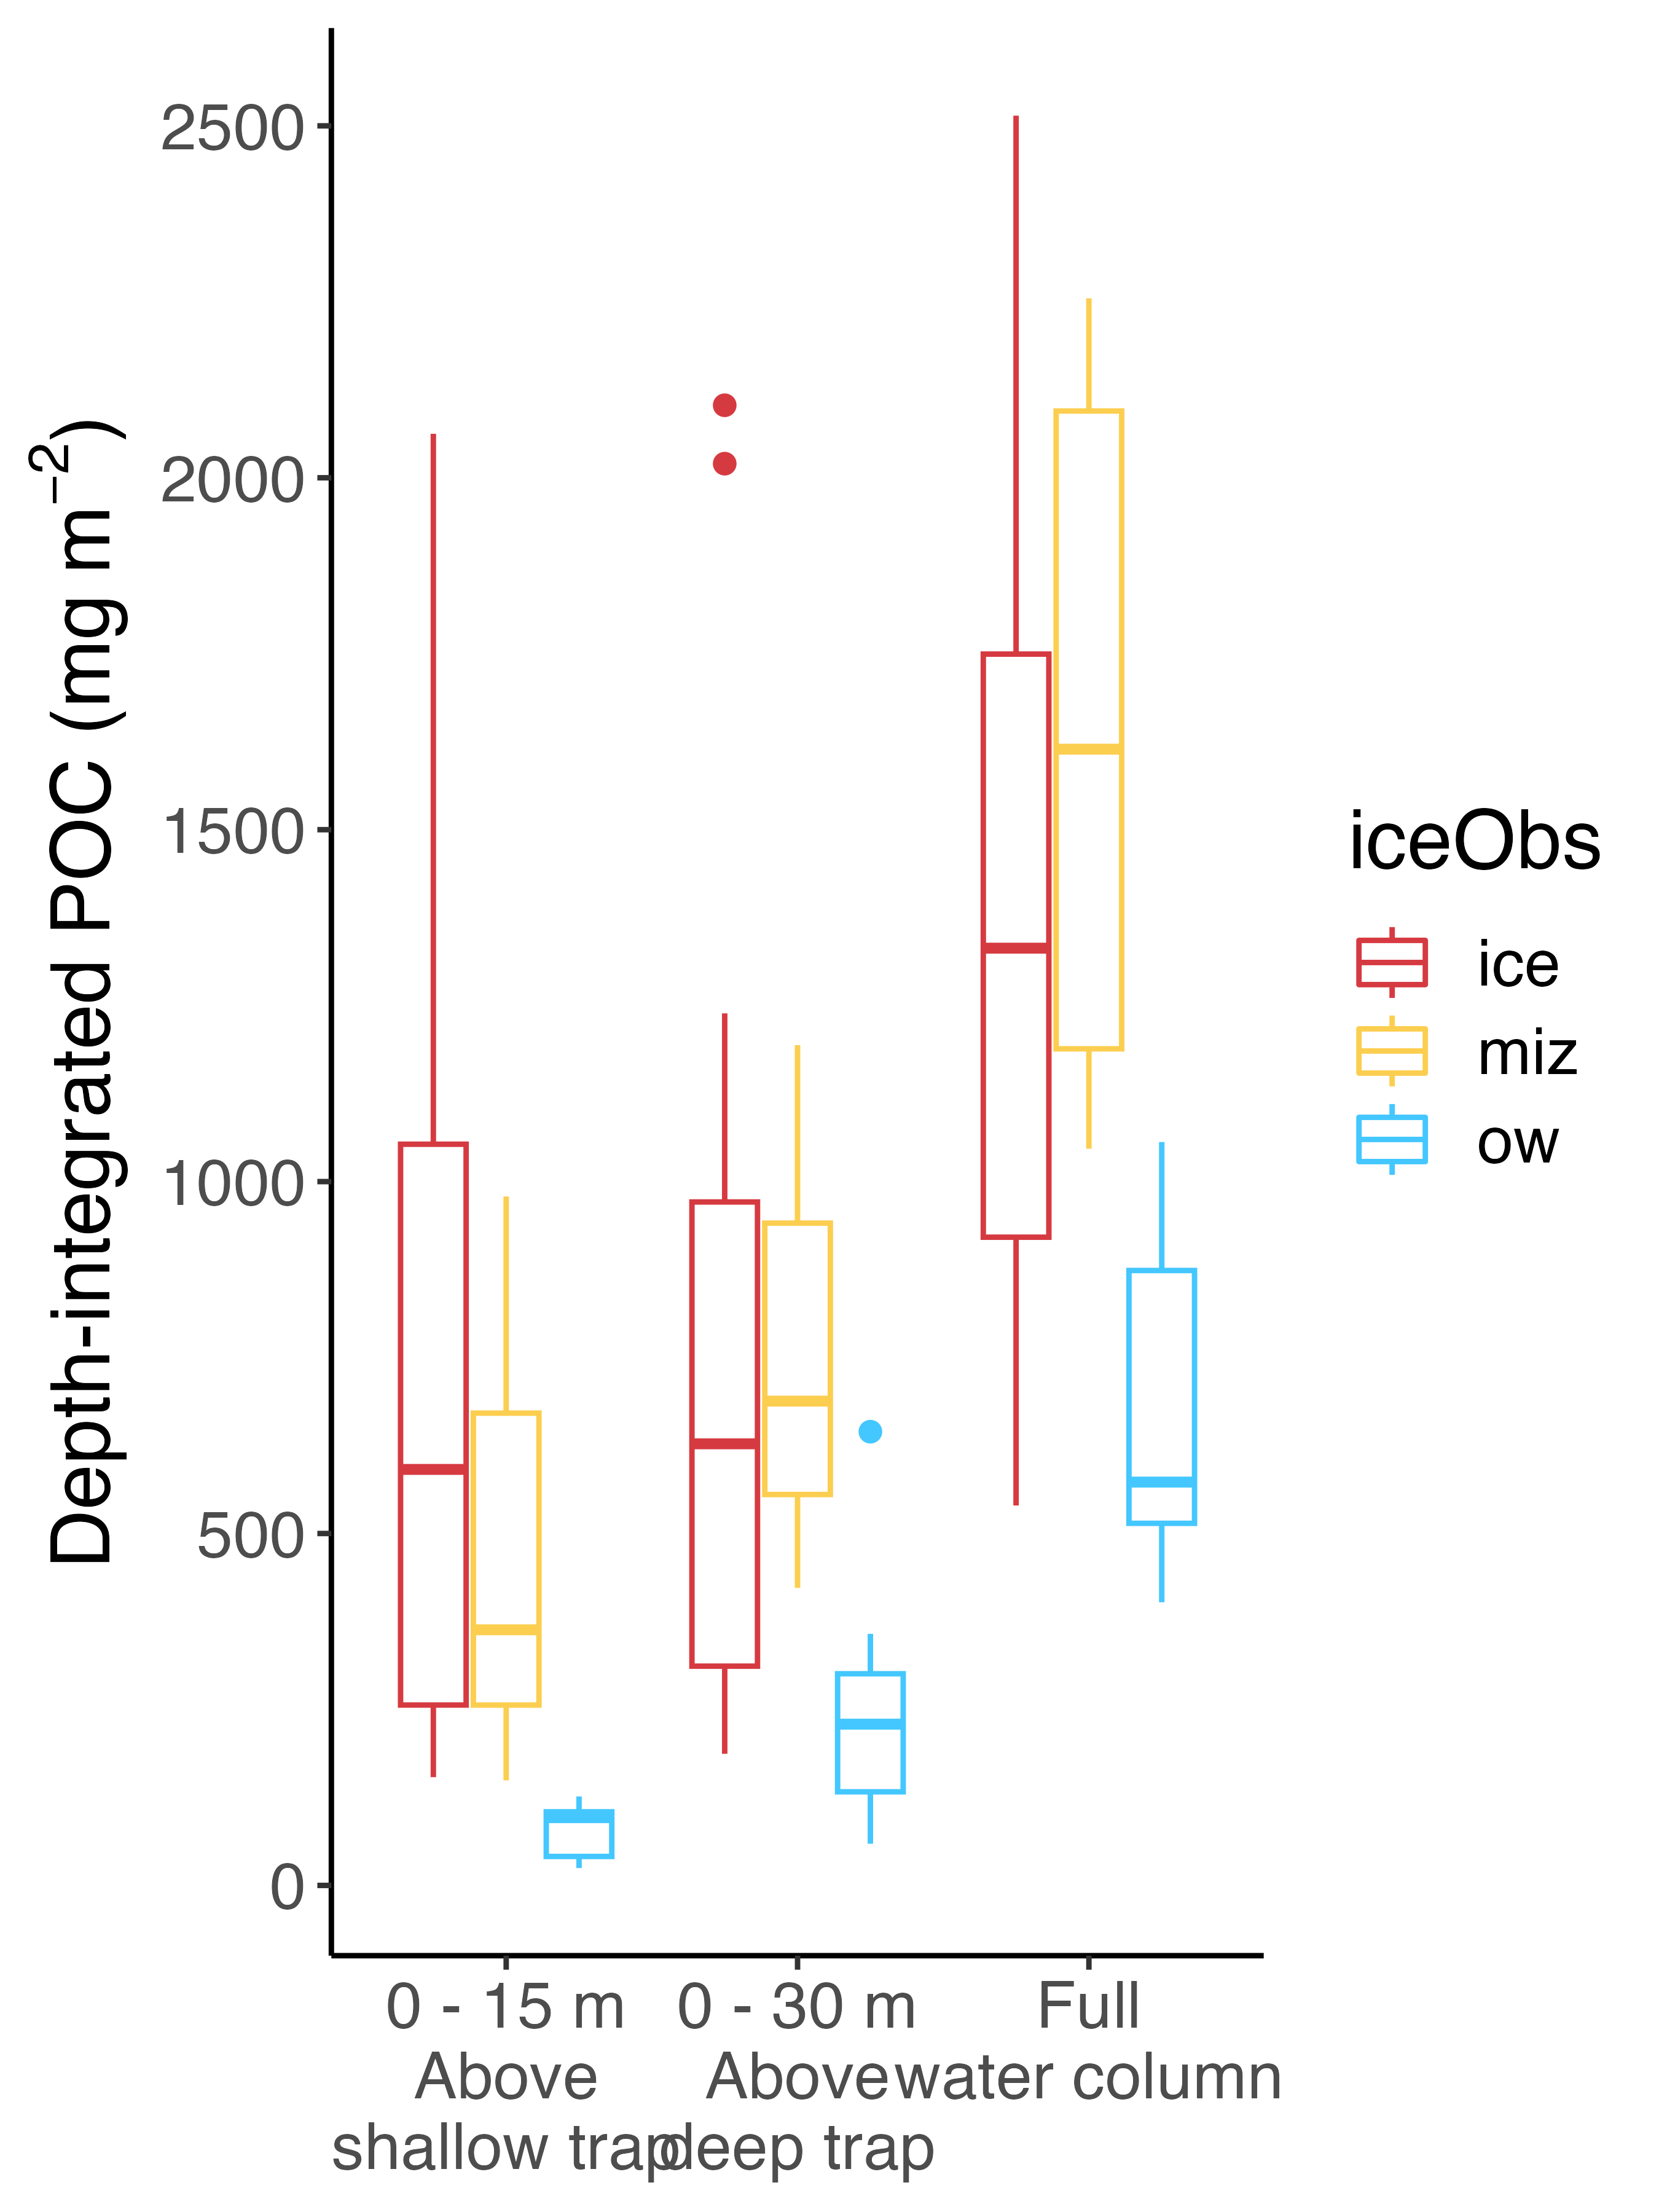 Depth-integrated POC (mg m−2)
2500
2000
1500
1000
500
0
0 - 15 m
Above
shallow trap
0 - 30 m
Above
deep trap
Full
water column
iceObs
ice
miz
ow